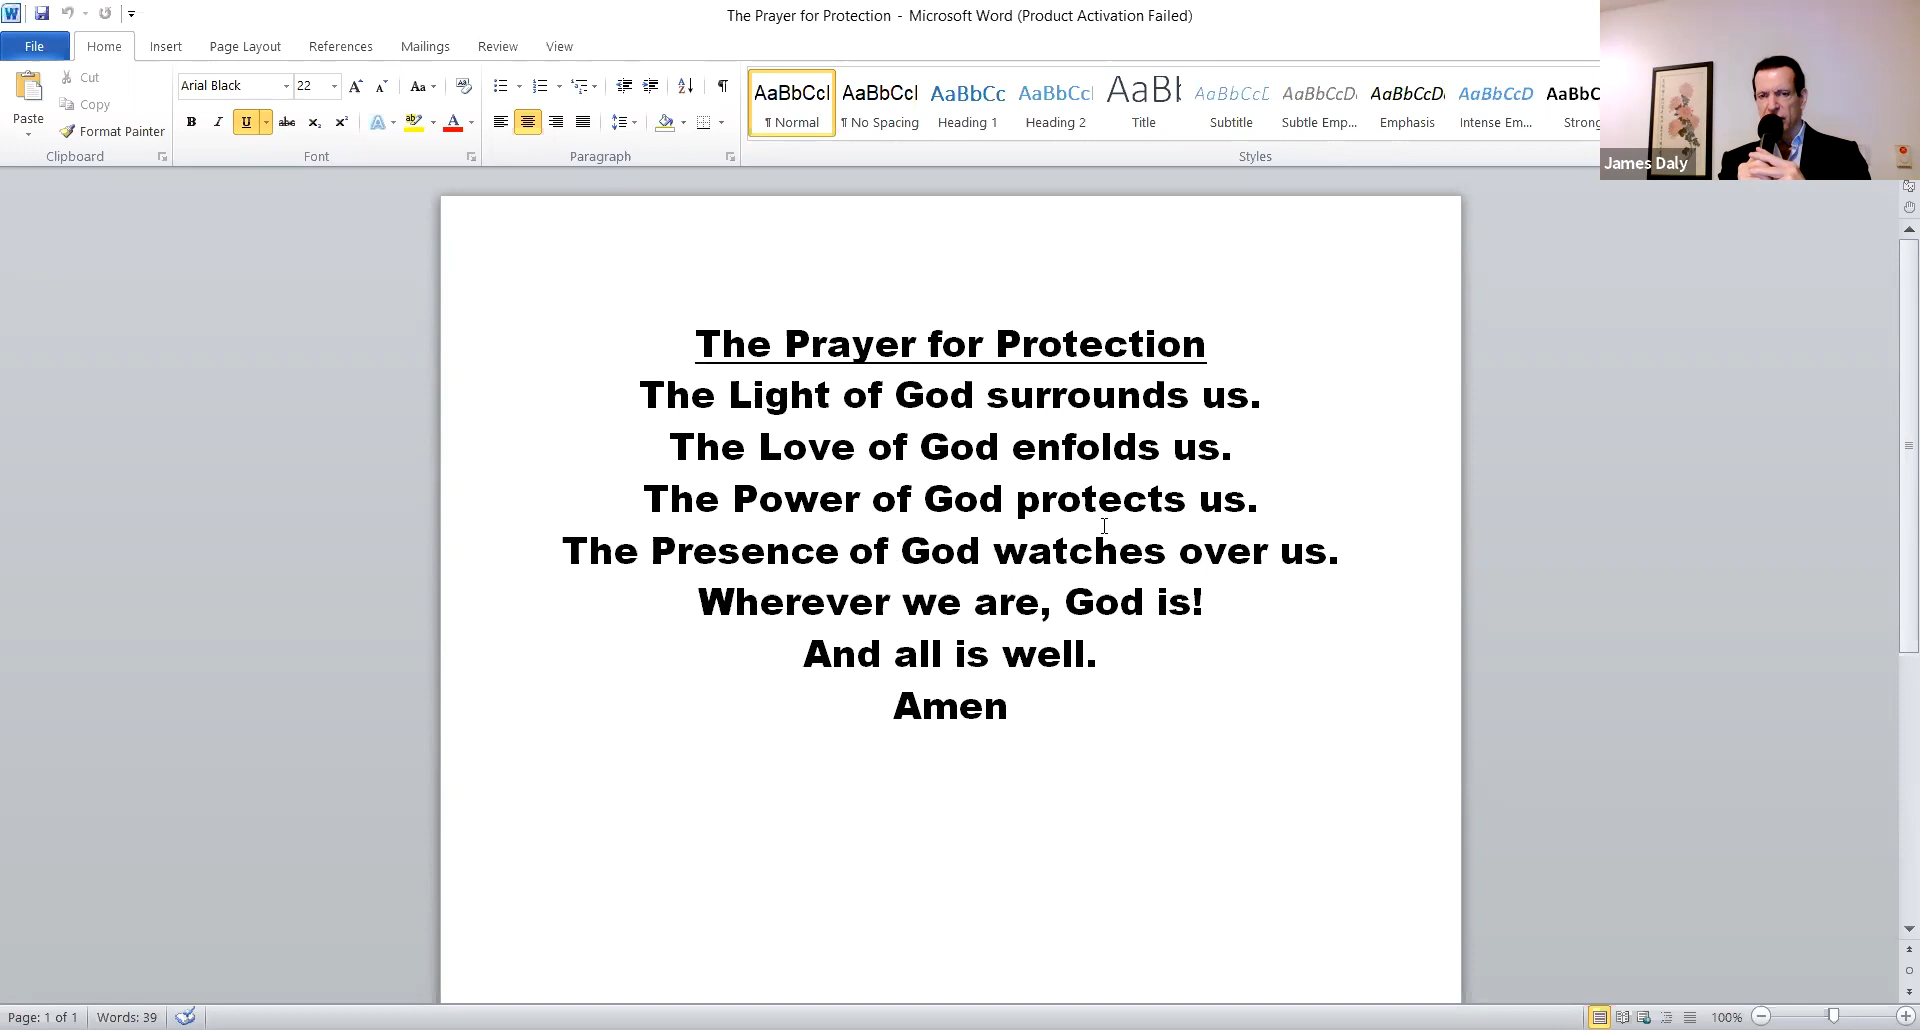 The Prayer for Protection - Microsoft Word (Product Activation Failed)
File Home Insert Page Layout References Mailings Review View
Paste
Cut
Copy
Format Painter
Clipboard
Arial Black 22
Font
Paragraph
AaBbCcI AaBbCcI AaBbCc AaBbCcI AaBI AaBbCcD AaBbCcD AaBbCcD AaBbCcD AaBbCc
¶ Normal ¶ No Spacing Heading 1 Heading 2 Title Subtitle Subtle Emp... Emphasis Intense Em... Strong
Styles
James Daly
The Prayer for Protection
The Light of God surrounds us.
The Love of God enfolds us.
The Power of God protects us.
The Presence of God watches over us.
Wherever we are, God is!
And all is well.
Amen
Page: 1 of 1 Words: 39
100%